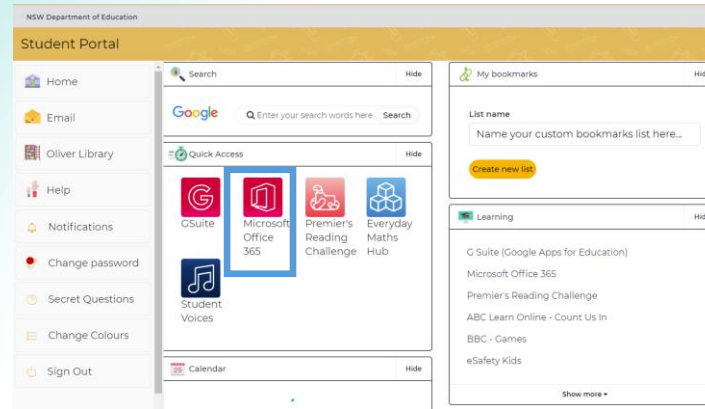 NSW Department of Education
Student Portal
Home
Email
Oliver Library
Help
Notifications
Change password
Secret Questions
Change Colours
Sign Out
Search
Hide
Google
Enter your search words here..
Search
Quick Access
Hide
GSuite
Microsoft
Office
365
Premier's
Reading
Challenge
Everyday
Maths
Hub
Student
Voices
Calendar
Hide
My bookmarks
List name
Name your custom bookmarks list here...
Create new list
Learning
G Suite (Google Apps for Education)
Microsoft Office 365
Premier's Reading Challenge
ABC Learn Online - Count Us In
BBC - Games
eSafety Kids
Show more